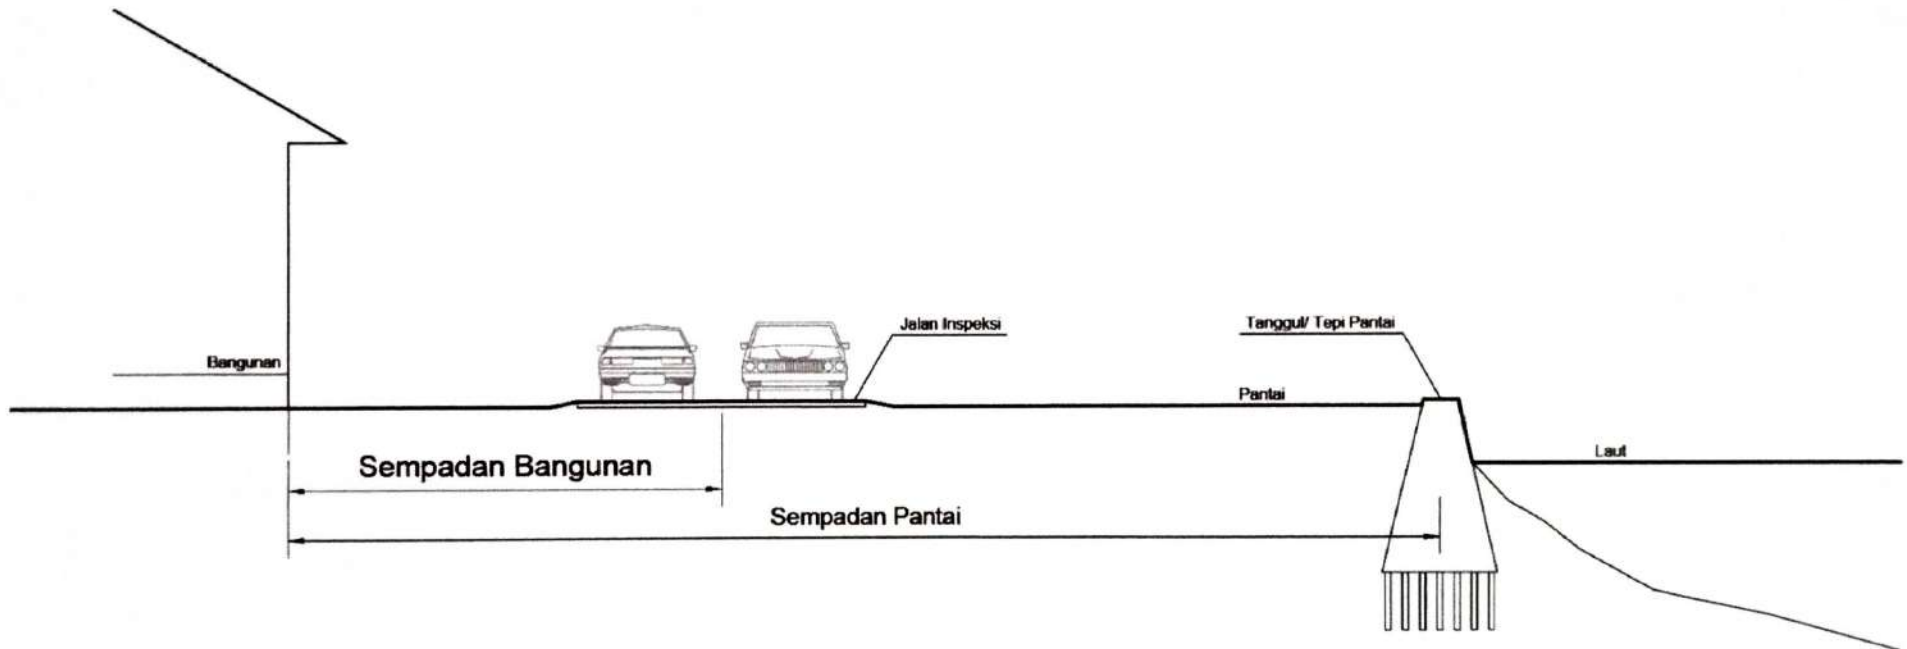 Jalan Inspeksi
Tanggul/ Tepi Pantai
Bangunan
Pantai
Laut
Sempadan Bangunan
Sempadan Pantai